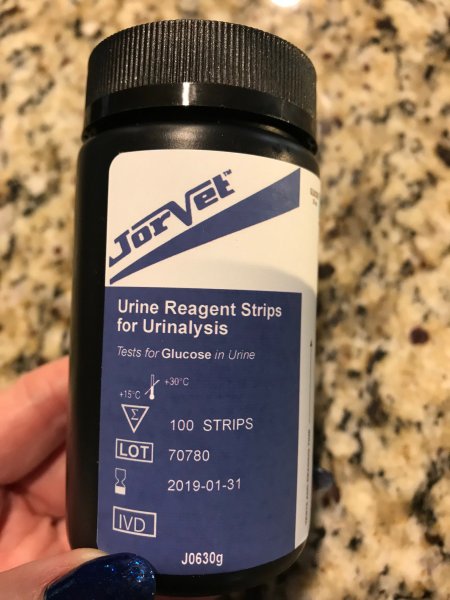 JorVet™
Urine Reagent Strips
for Urinalysis
Tests for Glucose in Urine
+30°C
+15°C
Σ
100 STRIPS
LOT 70780
2019-01-31
IVD
J0630g